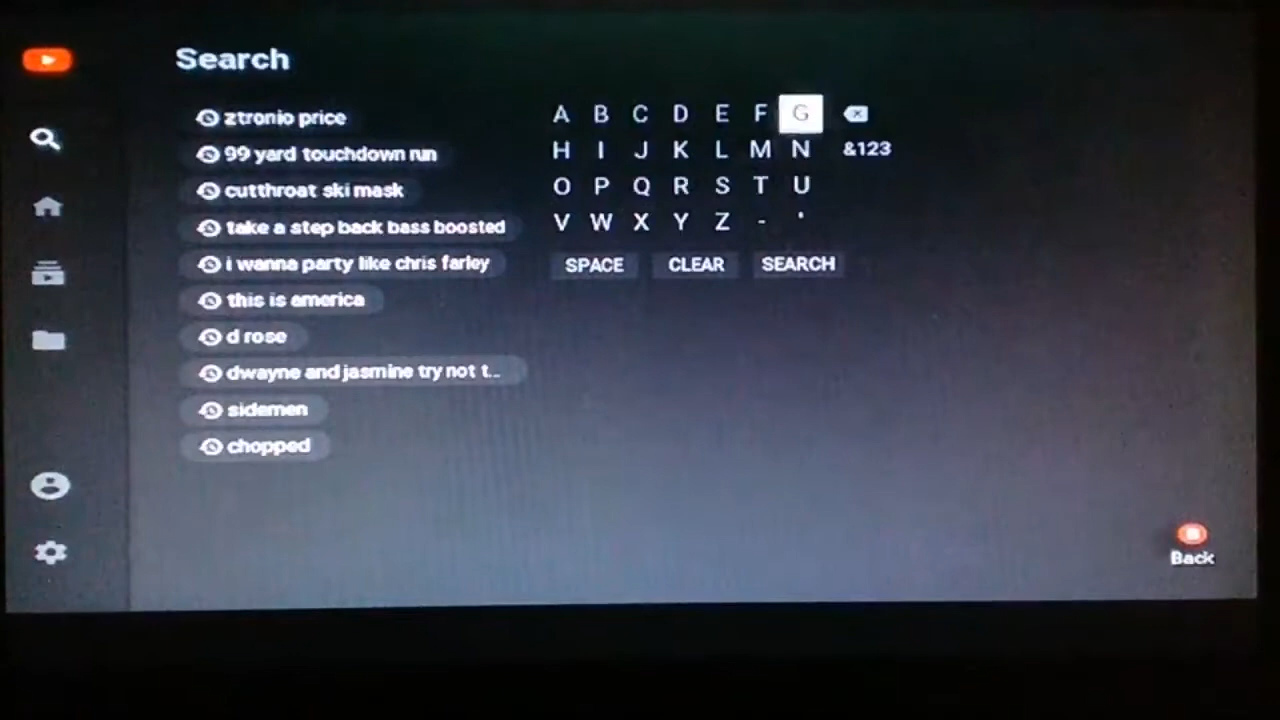 Search
ztronio price
99 yard touchdown run
cutthroat ski mask
take a step back bass boosted
i wanna party like chris farley
this is america
d rose
dwayne and jasmine try not t...
sidemen
chopped
A B C D E F G
H I J K L M N &123
O P Q R S T U
V W X Y Z - '
SPACE CLEAR SEARCH
Back